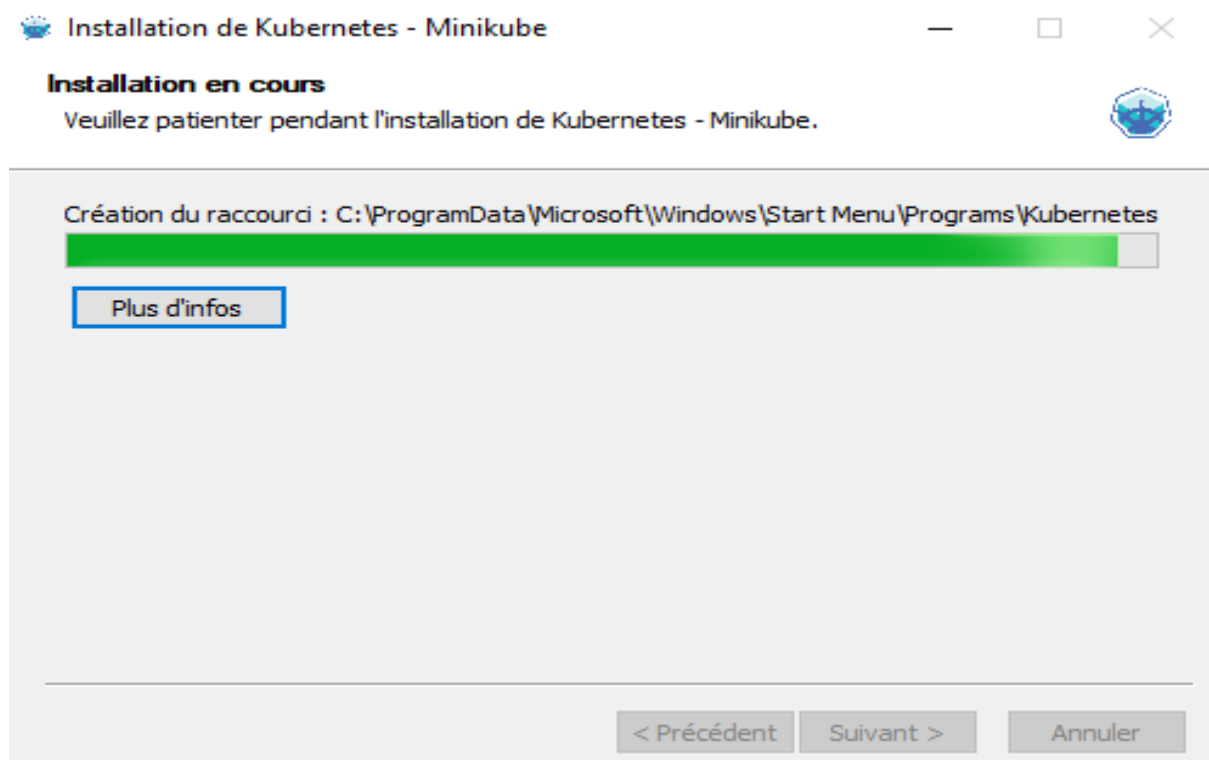 Installation de Kubernetes - Minikube
Installation en cours
Veuillez patienter pendant l'installation de Kubernetes - Minikube.
Création du raccourci : C:\ProgramData\Microsoft\Windows\Start Menu\Programs\Kubernetes
Plus d'infos
< Précédent
Suivant >
Annuler